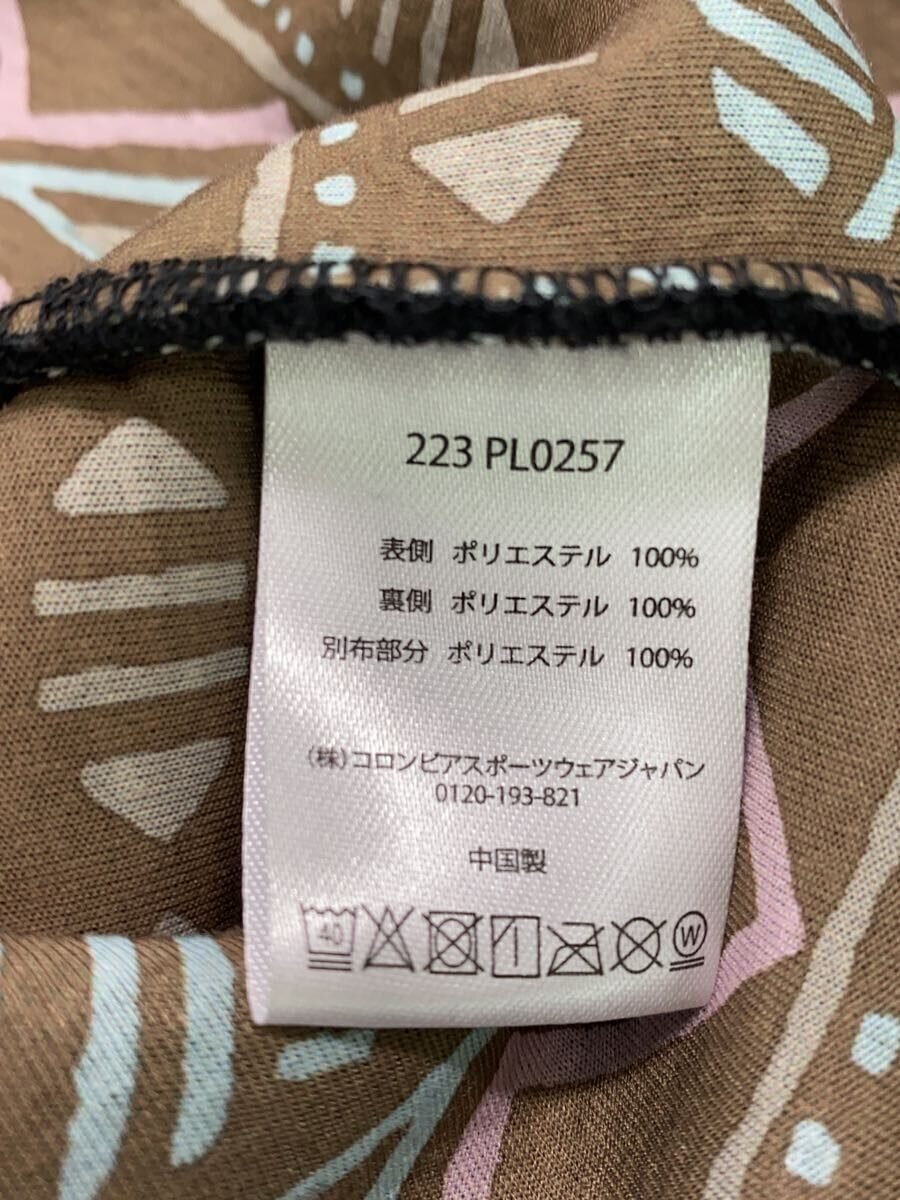 223 PL0257
表側 ポリエステル 100%
裏側 ポリエステル 100%
別布部分 ポリエステル 100%
(株)コロンビアスポーツウェアジャパン
0120-193-821
中国製
40 W